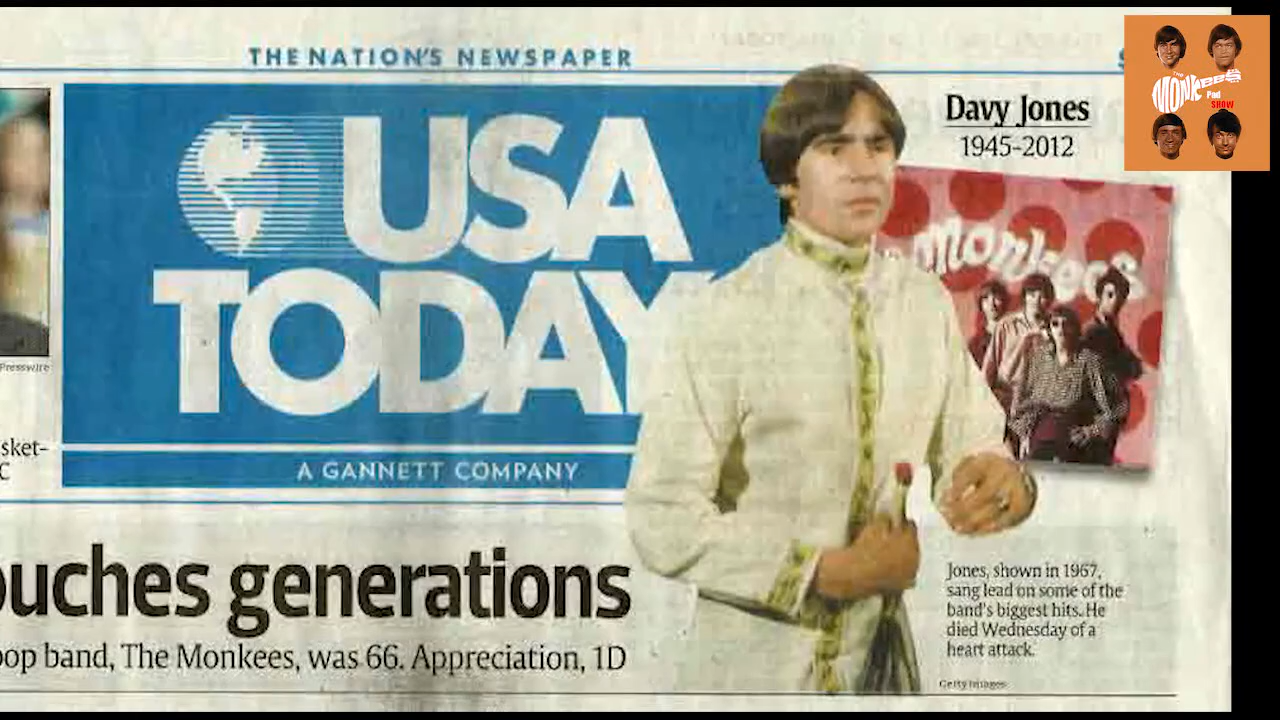 THE NATION'S NEWSPAPER
USA
TODAY
A GANNETT COMPANY
Davy Jones
1945-2012
THE
MONKEES
Pad
SHOW
Monkees
Presswire
sket-
C
ouches generations
pop band, The Monkees, was 66. Appreciation, 1D
Jones, shown in 1967,
sang lead on some of the
band's biggest hits. He
died Wednesday of a
heart attack.
Getty Images